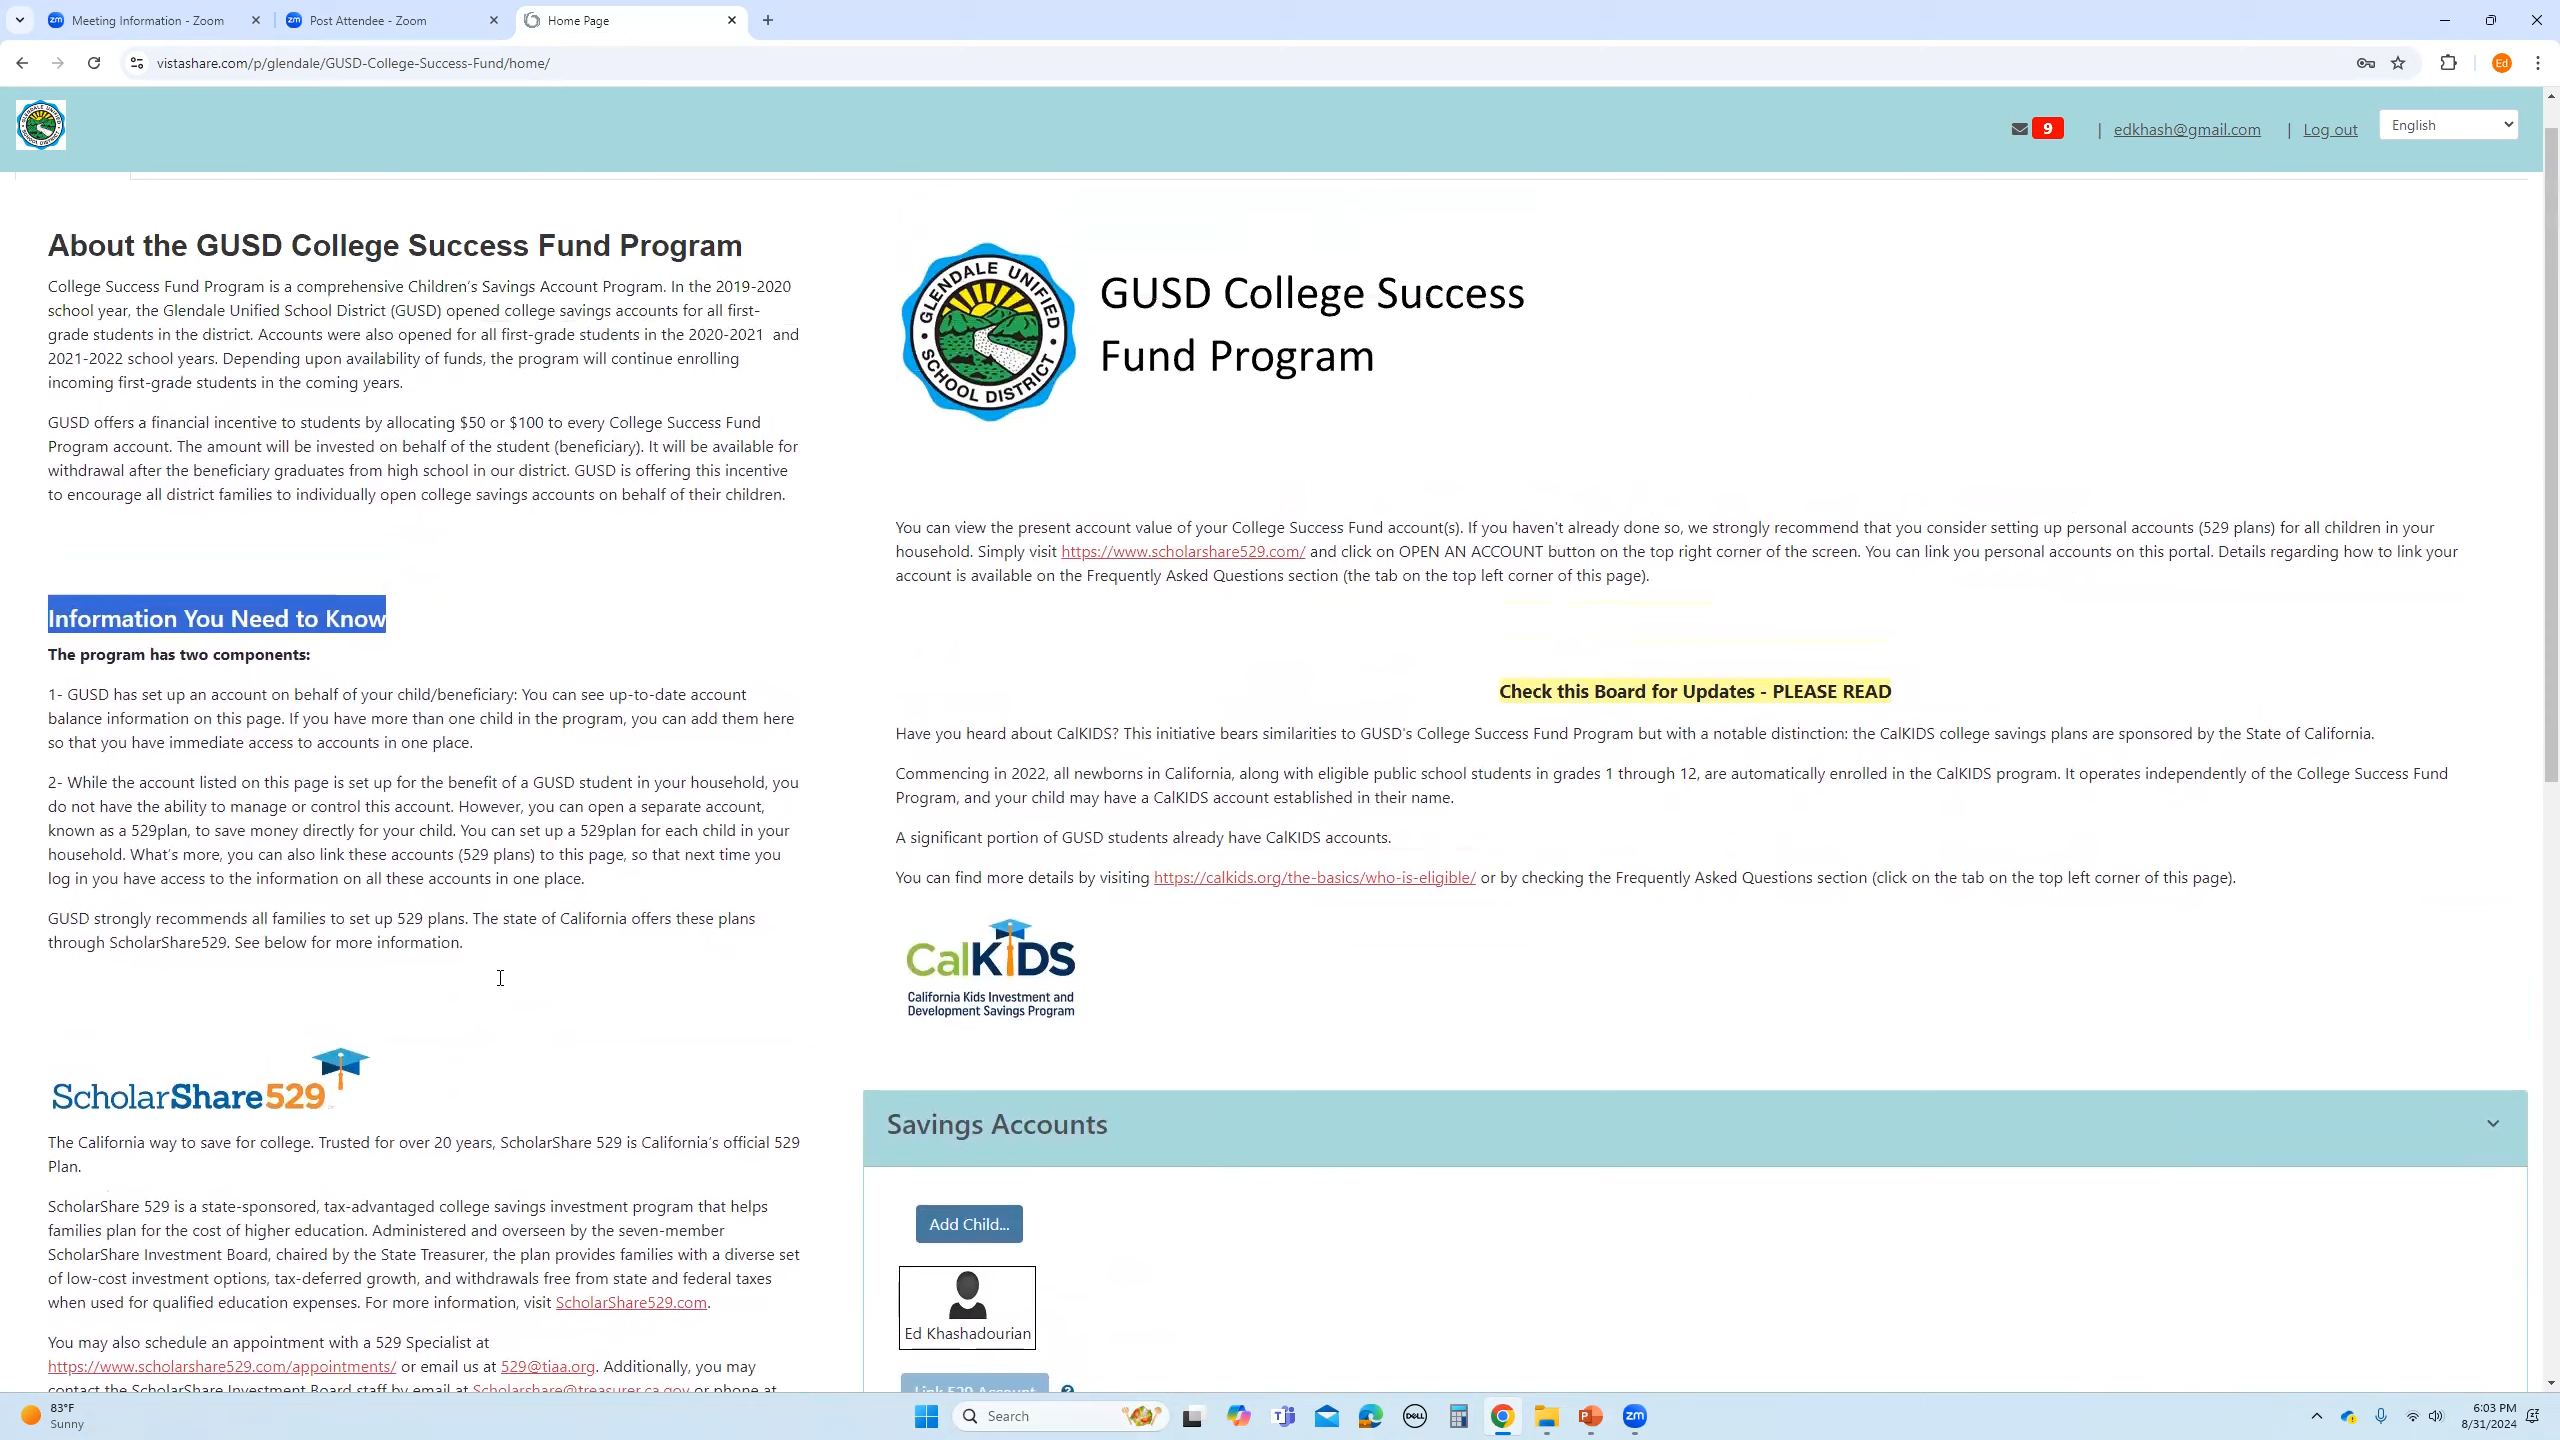 Meeting Information - Zoom
Post Attendee - Zoom
Home Page
vistashare.com/p/glendale/GUSD-College-Success-Fund/home/
Ed
9 | edkhash@gmail.com | Log out English
About the GUSD College Success Fund Program
College Success Fund Program is a comprehensive Children's Savings Account Program. In the 2019-2020
school year, the Glendale Unified School District (GUSD) opened college savings accounts for all first-
grade students in the district. Accounts were also opened for all first-grade students in the 2020-2021 and
2021-2022 school years. Depending upon availability of funds, the program will continue enrolling
incoming first-grade students in the coming years.
GUSD offers a financial incentive to students by allocating $50 or $100 to every College Success Fund
Program account. The amount will be invested on behalf of the student (beneficiary). It will be available for
withdrawal after the beneficiary graduates from high school in our district. GUSD is offering this incentive
to encourage all district families to individually open college savings accounts on behalf of their children.
Information You Need to Know
The program has two components:
1- GUSD has set up an account on behalf of your child/beneficiary: You can see up-to-date account
balance information on this page. If you have more than one child in the program, you can add them here
so that you have immediate access to accounts in one place.
2- While the account listed on this page is set up for the benefit of a GUSD student in your household, you
do not have the ability to manage or control this account. However, you can open a separate account,
known as a 529plan, to save money directly for your child. You can set up a 529plan for each child in your
household. What's more, you can also link these accounts (529 plans) to this page, so that next time you
log in you have access to the information on all these accounts in one place.
GUSD strongly recommends all families to set up 529 plans. The state of California offers these plans
through ScholarShare529. See below for more information.
ScholarShare529
The California way to save for college. Trusted for over 20 years, ScholarShare 529 is California's official 529
Plan.
ScholarShare 529 is a state-sponsored, tax-advantaged college savings investment program that helps
families plan for the cost of higher education. Administered and overseen by the seven-member
ScholarShare Investment Board, chaired by the State Treasurer, the plan provides families with a diverse set
of low-cost investment options, tax-deferred growth, and withdrawals free from state and federal taxes
when used for qualified education expenses. For more information, visit ScholarShare529.com.
You may also schedule an appointment with a 529 Specialist at
https://www.scholarshare529.com/appointments/ or email us at 529@tiaa.org. Additionally, you may
contact the ScholarShare Investment Board staff by email at Scholarshare@treasurer.ca.gov or phone at
GLENDALE UNIFIED
SCHOOL DISTRICT
GUSD College Success
Fund Program
You can view the present account value of your College Success Fund account(s). If you haven't already done so, we strongly recommend that you consider setting up personal accounts (529 plans) for all children in your
household. Simply visit https://www.scholarshare529.com/ and click on OPEN AN ACCOUNT button on the top right corner of the screen. You can link you personal accounts on this portal. Details regarding how to link your
account is available on the Frequently Asked Questions section (the tab on the top left corner of this page).
Check this Board for Updates - PLEASE READ
Have you heard about CalKIDS? This initiative bears similarities to GUSD's College Success Fund Program but with a notable distinction: the CalKIDS college savings plans are sponsored by the State of California.
Commencing in 2022, all newborns in California, along with eligible public school students in grades 1 through 12, are automatically enrolled in the CalKIDS program. It operates independently of the College Success Fund
Program, and your child may have a CalKIDS account established in their name.
A significant portion of GUSD students already have CalKIDS accounts.
You can find more details by visiting https://calkids.org/the-basics/who-is-eligible/ or by checking the Frequently Asked Questions section (click on the tab on the top left corner of this page).
CalKIDS
California Kids Investment and
Development Savings Program
Savings Accounts
Add Child...
Ed Khashadourian
Link 529 Account
83°F
Sunny
Search
DELL
zm
6:03 PM
8/31/2024